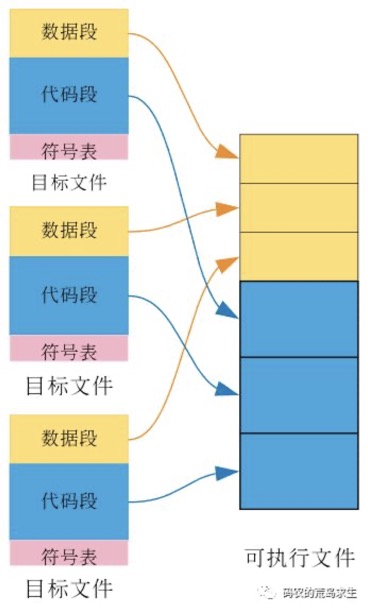 数据段
代码段
符号表
目标文件
数据段
代码段
符号表
目标文件
数据段
代码段
符号表
目标文件
可执行文件
码农的荒岛求生